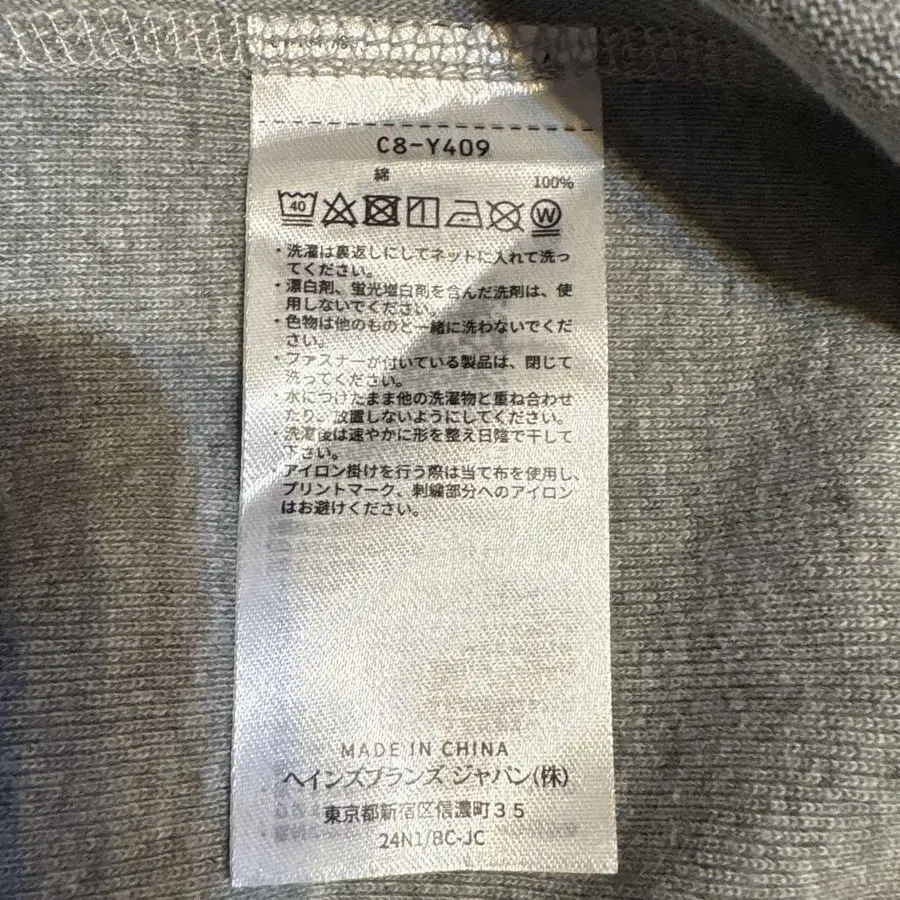 C8-Y409
綿
100%
40
W
・洗濯は裏返しにしてネットに入れて洗っ
てください。
・漂白剤、蛍光増白剤を含んだ洗剤は、使
用しないでください。
・色物は他のものと一緒に洗わないでくだ
さい。
・ファスナーが付いている製品は、閉じて
洗ってください。
・水につけたまま他の洗濯物と重ね合わせ
たり、放置しないようにしてください。
・洗濯後は速やかに形を整え日陰で干して
下さい。
・アイロン掛けを行う際は当て布を使用し、
プリントマーク、刺繍部分へのアイロン
はお避けください。
MADE IN CHINA
ヘインズブランズ ジャパン(株)
東京都新宿区信濃町35
24N1/BC-JC